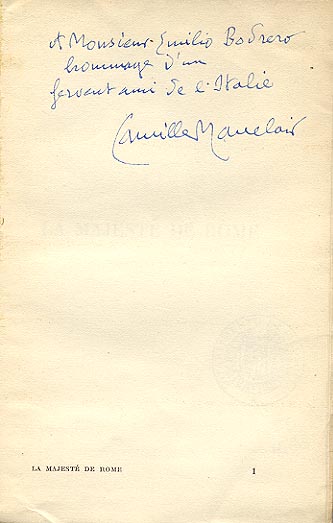 A Monsieur Emilio Bodrero
hommage d'un
fervent ami de l'Italie
Camille Mauclair
LA MAJESTÉ DE ROME
LA MAJESTÉ DE ROME 1